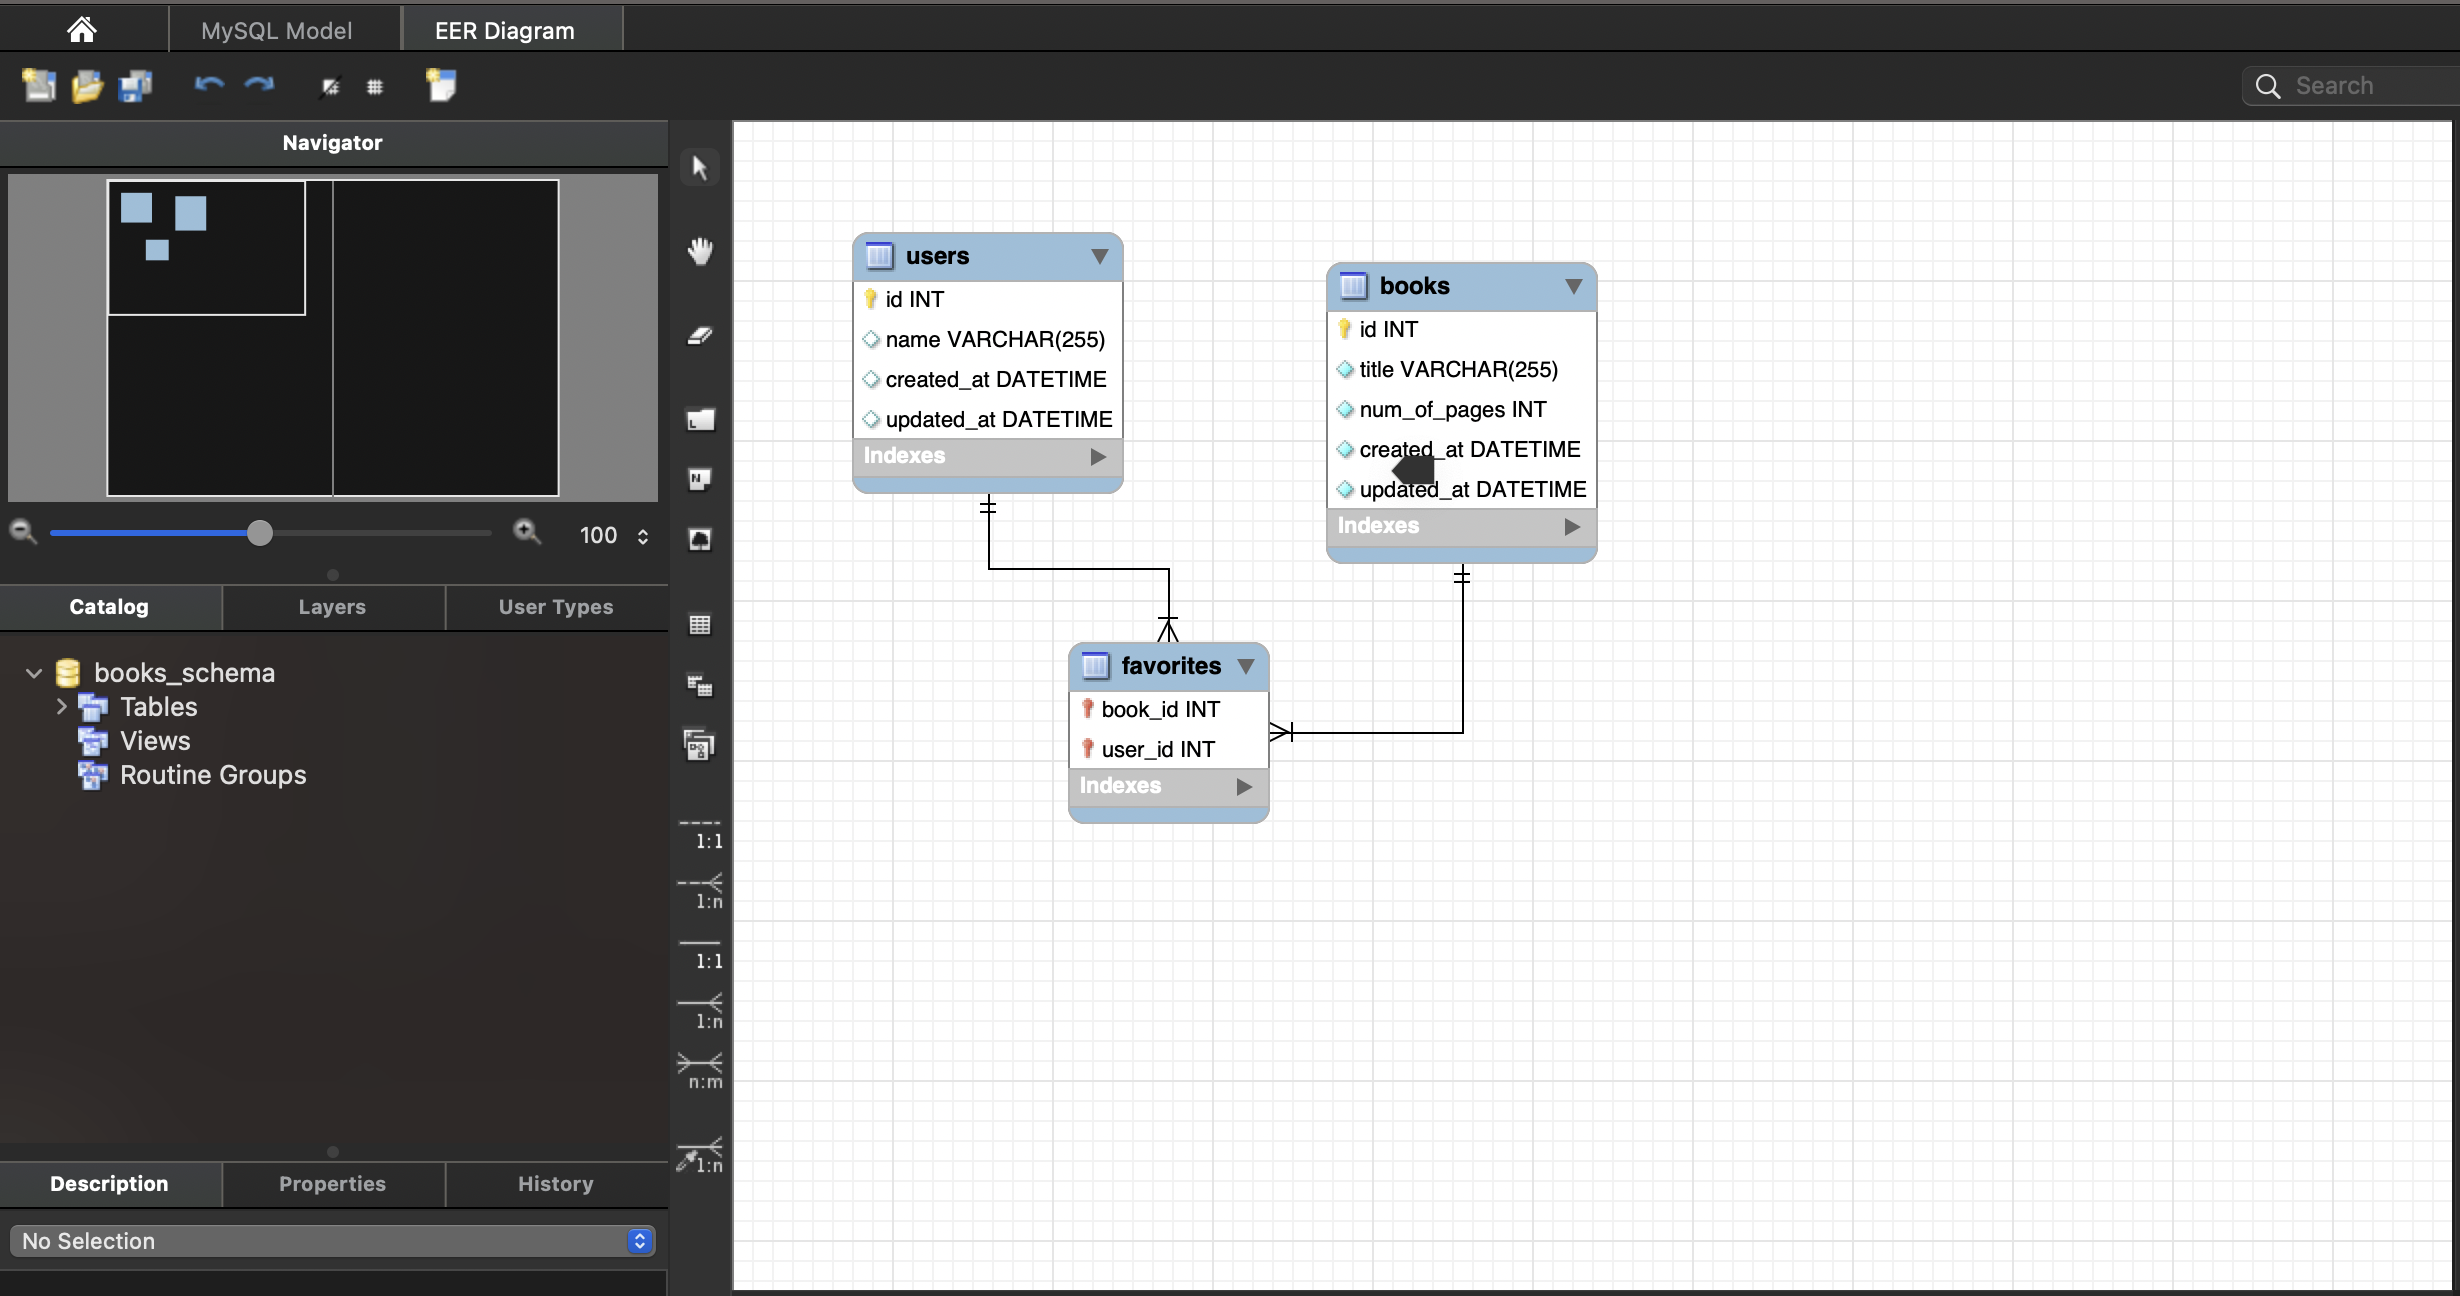 MySQL Model
EER Diagram
Search
Navigator
100
Catalog
Layers
User Types
books_schema
Tables
Views
Routine Groups
Description
Properties
History
No Selection
1:1
1:n
1:1
1:n
n:m
1:n
users
id INT
name VARCHAR(255)
created_at DATETIME
updated_at DATETIME
Indexes
books
id INT
title VARCHAR(255)
num_of_pages INT
created_at DATETIME
updated_at DATETIME
Indexes
favorites
book_id INT
user_id INT
Indexes